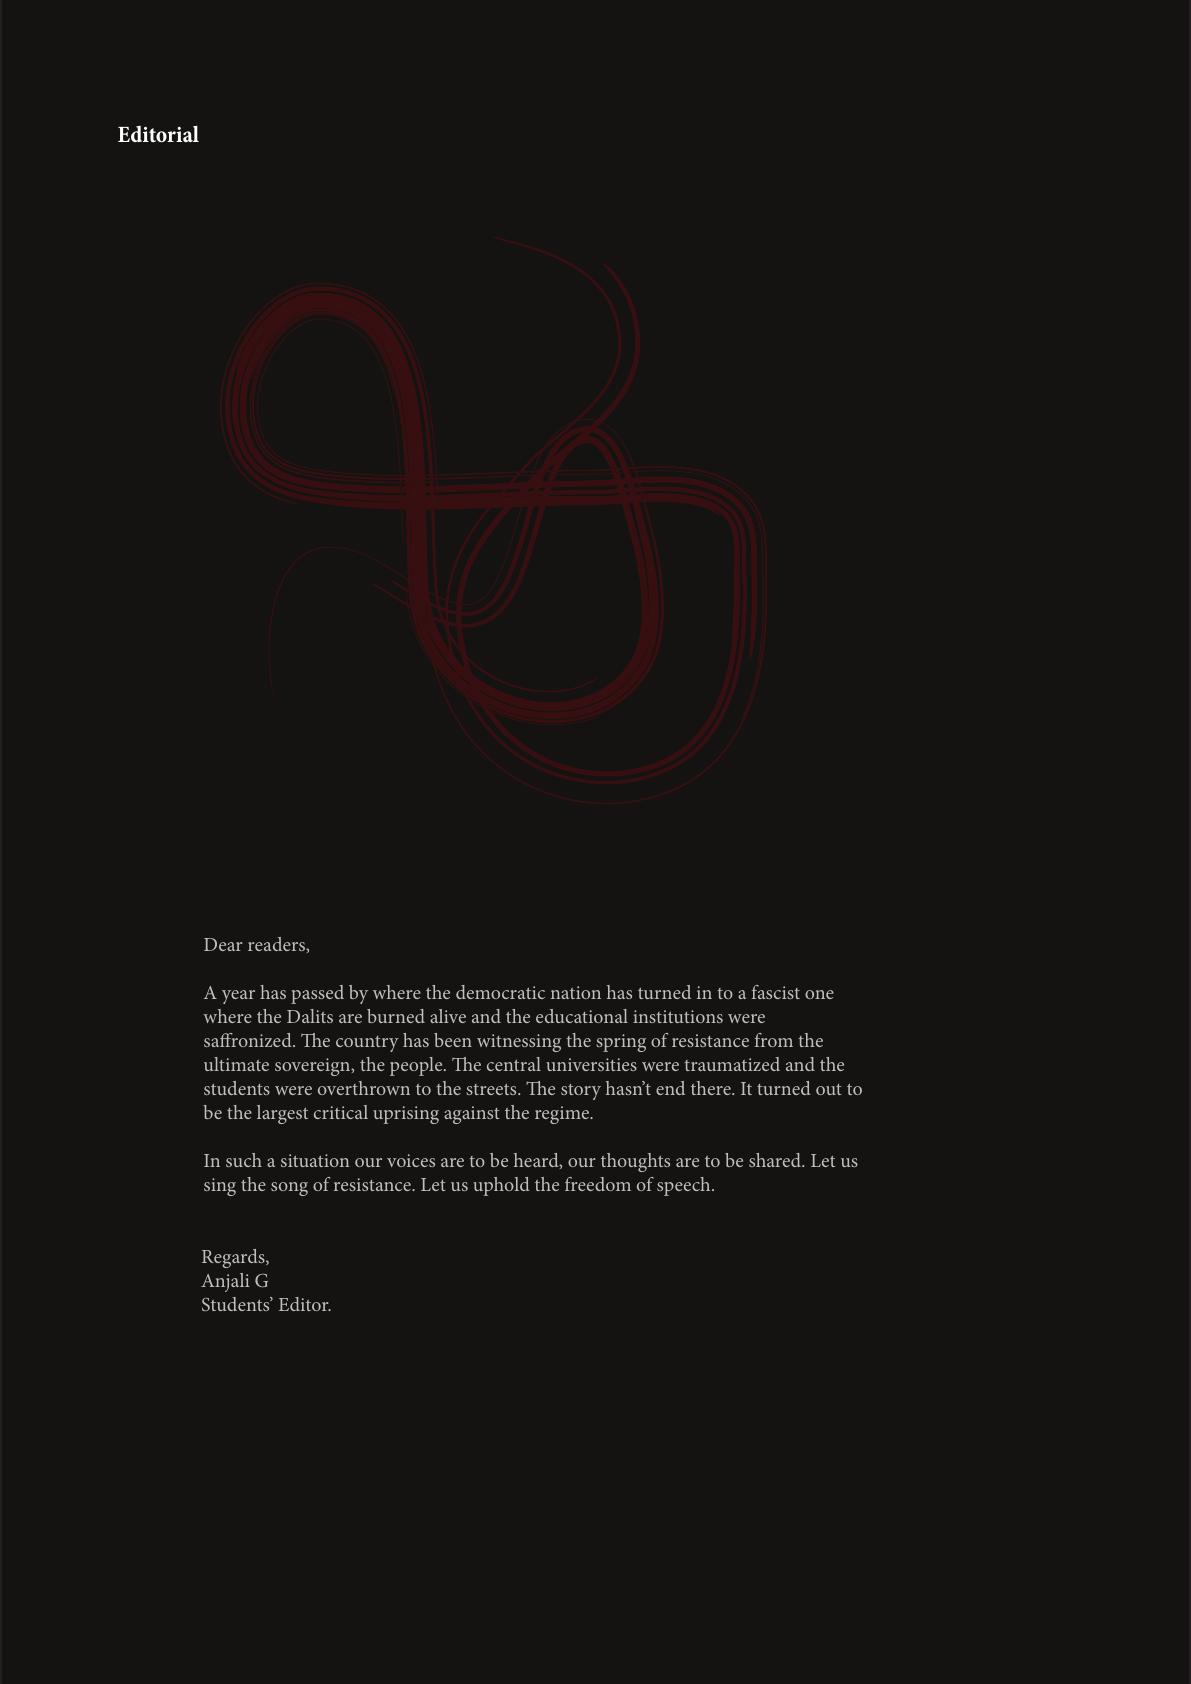 Editorial
Dear readers,
A year has passed by where the democratic nation has turned in to a fascist one
where the Dalits are burned alive and the educational institutions were
saffronized. The country has been witnessing the spring of resistance from the
ultimate sovereign, the people. The central universities were traumatized and the
students were overthrown to the streets. The story hasn’t end there. It turned out to
be the largest critical uprising against the regime.
In such a situation our voices are to be heard, our thoughts are to be shared. Let us
sing the song of resistance. Let us uphold the freedom of speech.
Regards,
Anjali G
Students’ Editor.